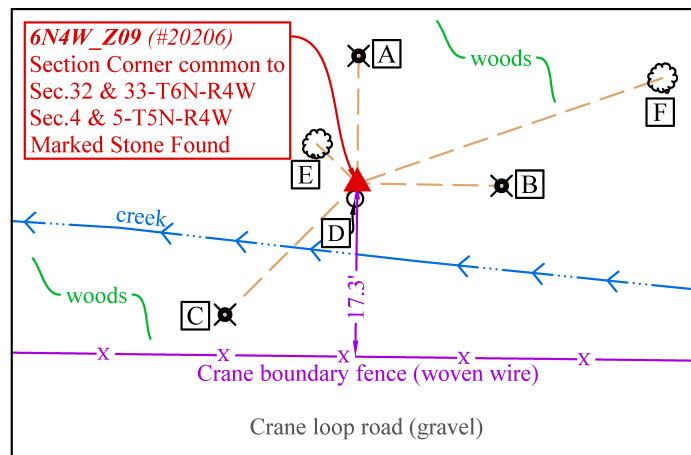 6N4W_Z09 (#20206)
Section Corner common to
Sec.32 & 33-T6N-R4W
Sec.4 & 5-T5N-R4W
Marked Stone Found
A
woods
F
E
B
creek
D
woods
C
17.3'
x x x x x
Crane boundary fence (woven wire)
Crane loop road (gravel)